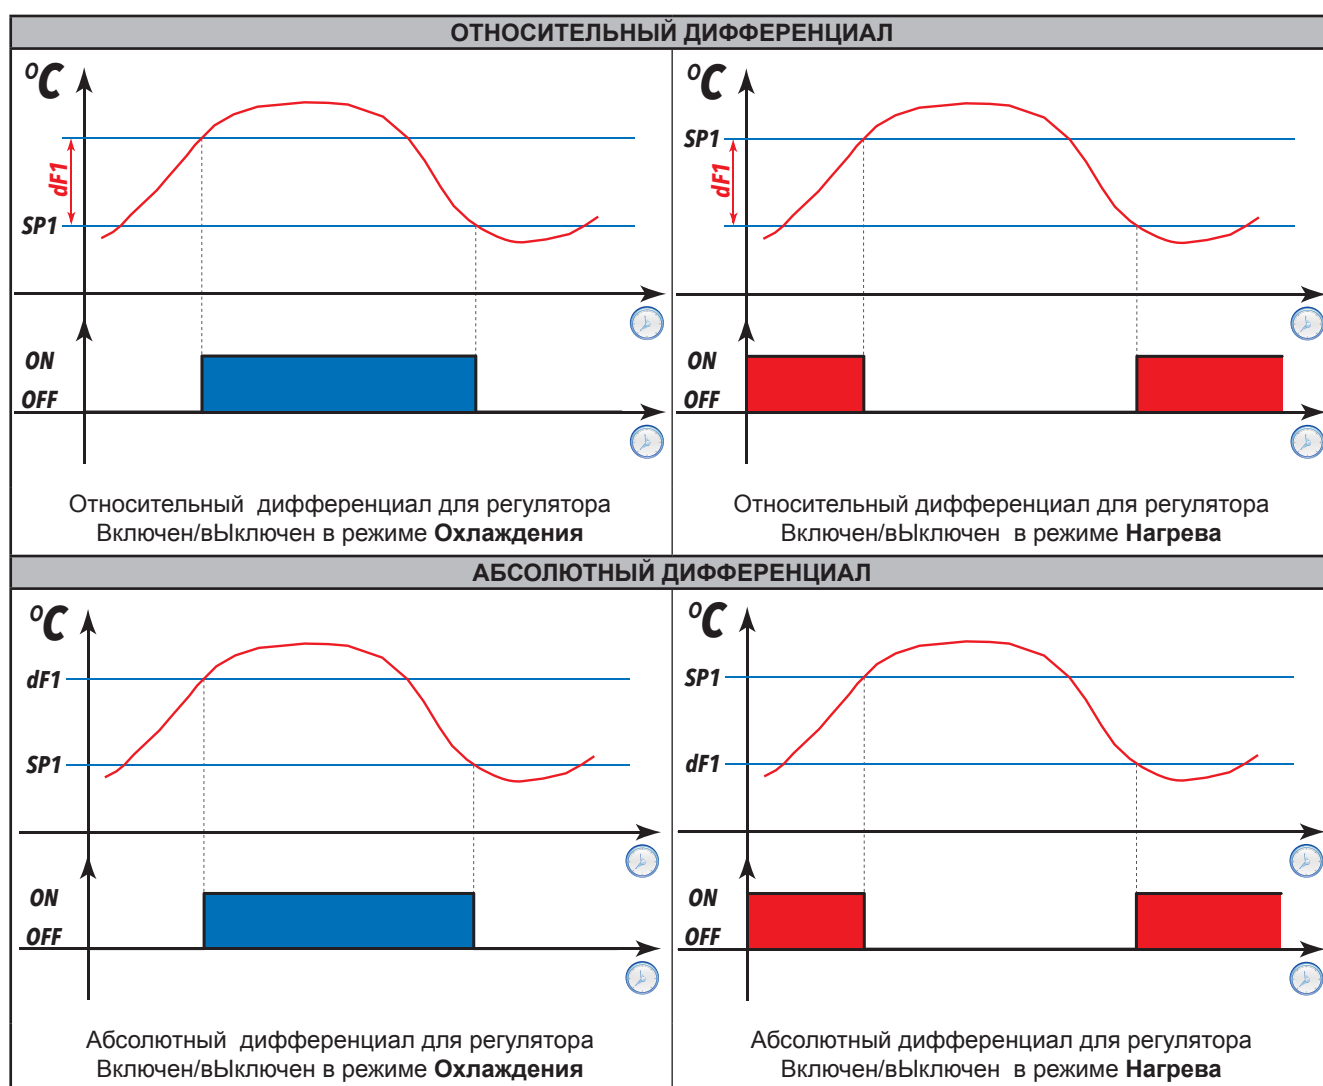 ОТНОСИТЕЛЬНЫЙ ДИФФЕРЕНЦИАЛ
°C
dF1
SP1
ON
OFF
Относительный дифференциал для регулятора
Включен/вЫключен в режиме Охлаждения
°C
SP1
dF1
ON
OFF
Относительный дифференциал для регулятора
Включен/вЫключен в режиме Нагрева
АБСОЛЮТНЫЙ ДИФФЕРЕНЦИАЛ
°C
dF1
SP1
ON
OFF
Абсолютный дифференциал для регулятора
Включен/вЫключен в режиме Охлаждения
°C
SP1
dF1
ON
OFF
Абсолютный дифференциал для регулятора
Включен/вЫключен в режиме Нагрева